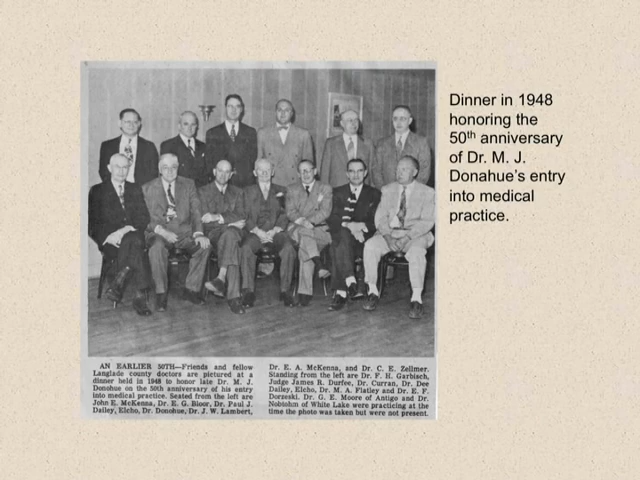 Dinner in 1948
honoring the
50th anniversary
of Dr. M. J.
Donahue's entry
into medical
practice.
AN EARLIER 50TH—Friends and fellow
Langlade county doctors are pictured at a
dinner held in 1948 to honor late Dr. M. J.
Donohue on the 50th anniversary of his entry
into medical practice. Seated from the left are
John E. McKenna, Dr. E. G. Bloor, Dr. Paul J.
Dailey, Elcho, Dr. Donohue, Dr. J. W. Lambert,
Dr. E. A. McKenna, and Dr. C. E. Zellmer.
Standing from the left are Dr. F. H. Garbisch,
Judge James R. Durfee, Dr. Curran, Dr. Dee
Dailey, Elcho, Dr. M. A. Flatley and Dr. E. F.
Dorzeski. Dr. G. E. Moore of Antigo and Dr.
Noblohm of White Lake were practicing at the
time the photo was taken but were not present.